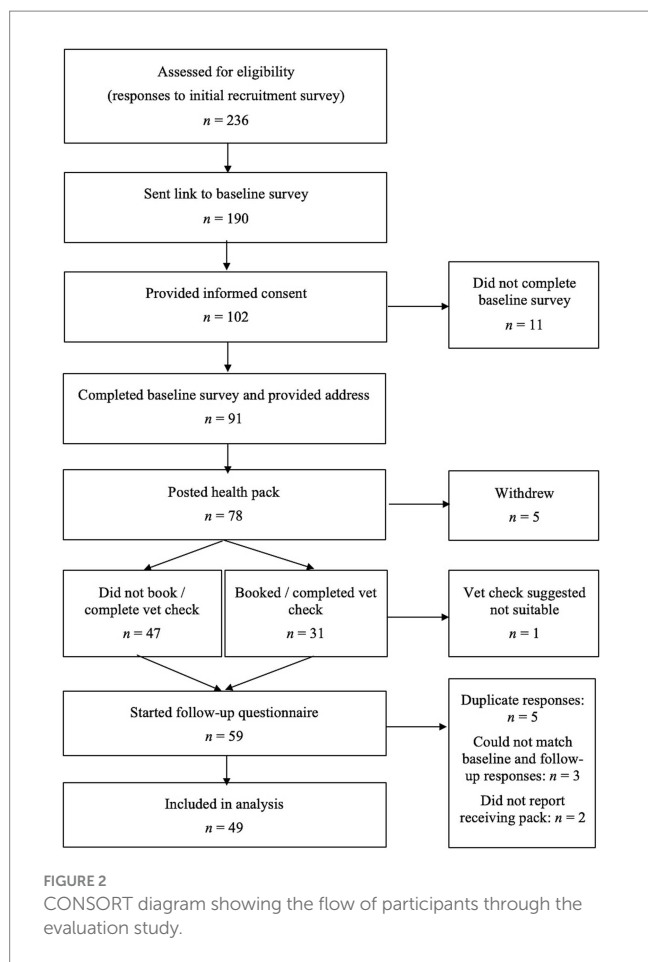 Assessed for eligibility
(responses to initial recruitment survey)
n = 236
Sent link to baseline survey
n = 190
Provided informed consent
n = 102
Did not complete
baseline survey
n = 11
Completed baseline survey and provided address
n = 91
Posted health pack
n = 78
Withdrew
n = 5
Did not book /
complete vet check
n = 47
Booked / completed vet
check
n = 31
Vet check suggested
not suitable
n = 1
Started follow-up questionnaire
n = 59
Duplicate responses:
n = 5
Could not match
baseline and follow-
up responses: n = 3
Did not report
receiving pack: n = 2
Included in analysis
n = 49
FIGURE 2
CONSORT diagram showing the flow of participants through the
evaluation study.